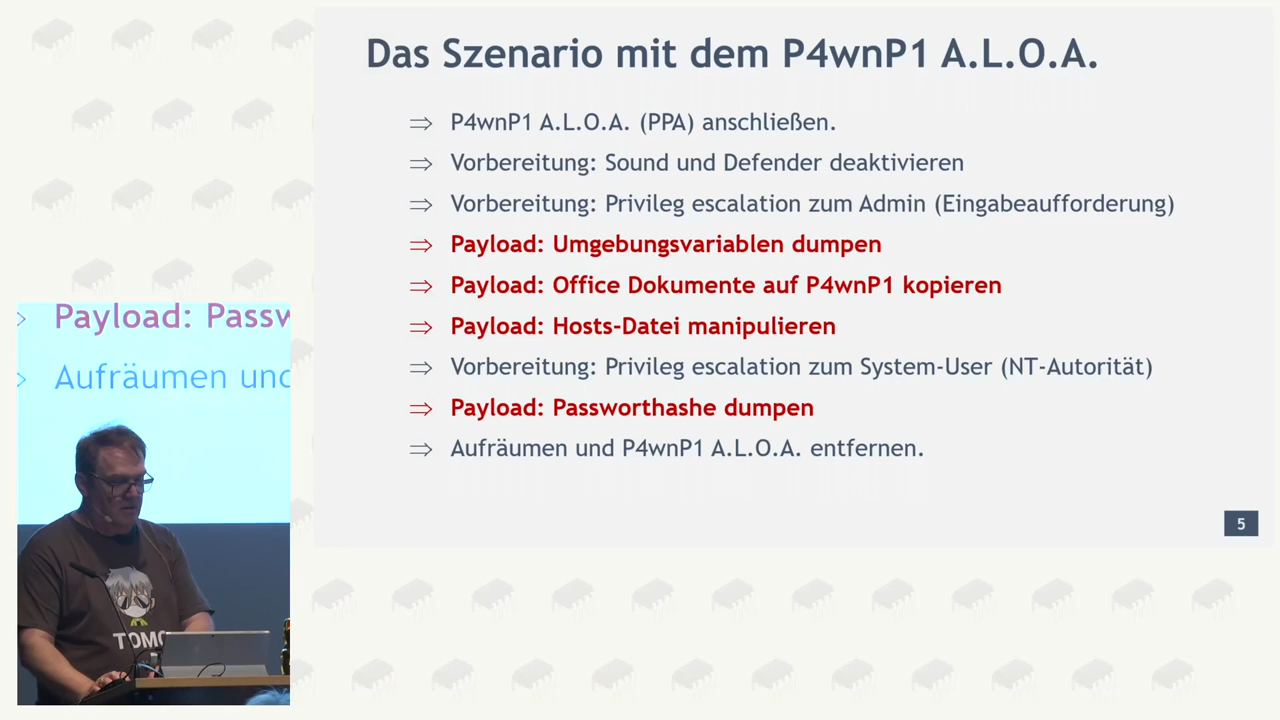 Das Szenario mit dem P4wnP1 A.L.O.A.
⇒ P4wnP1 A.L.O.A. (PPA) anschließen.
⇒ Vorbereitung: Sound und Defender deaktivieren
⇒ Vorbereitung: Privileg escalation zum Admin (Eingabeaufforderung)
⇒ Payload: Umgebungsvariablen dumpen
⇒ Payload: Office Dokumente auf P4wnP1 kopieren
⇒ Payload: Hosts-Datei manipulieren
⇒ Vorbereitung: Privileg escalation zum System-User (NT-Autorität)
⇒ Payload: Passworthashe dumpen
⇒ Aufräumen und P4wnP1 A.L.O.A. entfernen.
5
Payload: Passw
Aufräumen und
TOMO